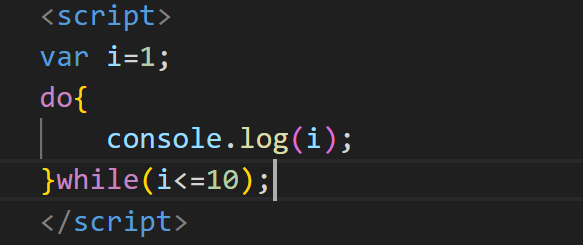 <script>
var i=1;
do{
    console.log(i);
}while(i<=10);
</script>